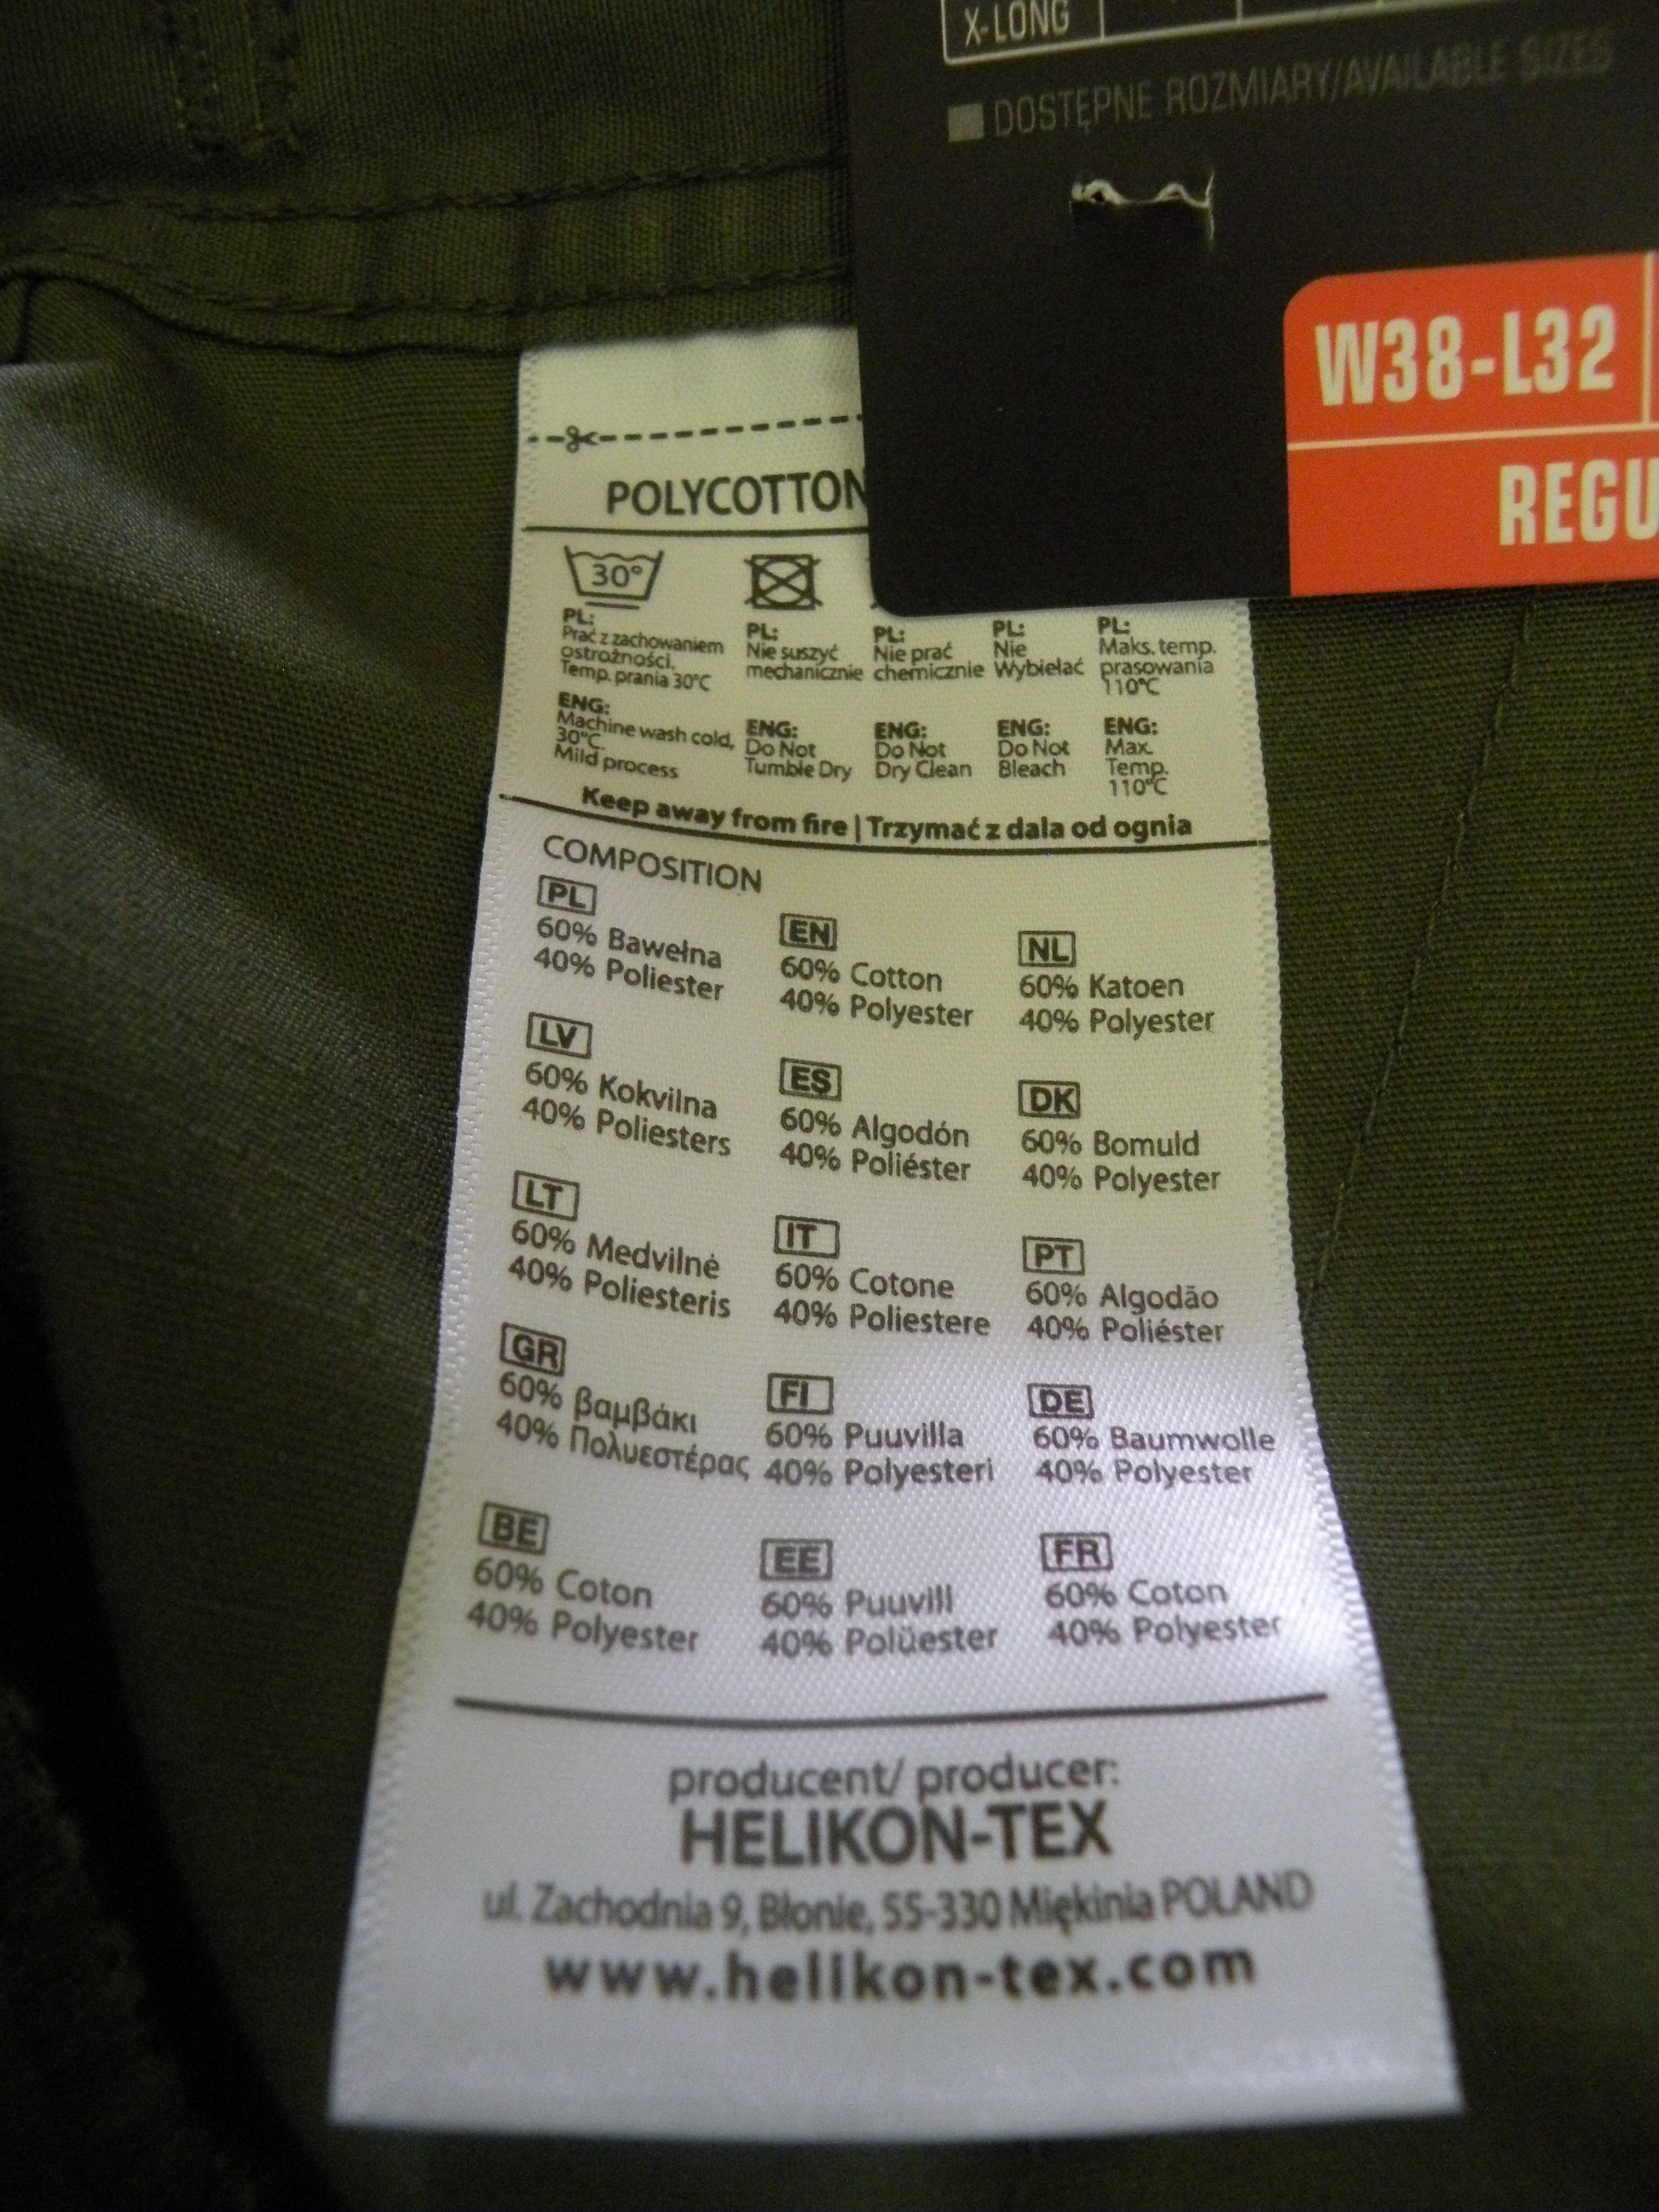 X-LONG
DOSTĘPNE ROZMIARY/AVAILABLE SIZES
W38-L32
POLYCOTTON
30°
PL:
Prać z zachowaniem
ostrożności.
Temp. prania 30°C
PL:
Nie suszyć
mechanicznie
PL:
Nie prać
chemicznie
PL:
Nie
Wybielać
PL:
Maks. temp.
prasowania
110°C
ENG:
Machine wash cold,
30°C
Mild process
ENG:
Do Not
Tumble Dry
ENG:
Do Not
Dry Clean
ENG:
Do Not
Bleach
ENG:
Max.
Temp.
110°C
Keep away from fire | Trzymać z dala od ognia
COMPOSITION
PL
60% Bawełna
40% Poliester
EN
60% Cotton
40% Polyester
NL
60% Katoen
40% Polyester
LV
60% Kokvilna
40% Poliesters
ES
60% Algodón
40% Poliéster
DK
60% Bomuld
40% Polyester
LT
60% Medvilnė
40% Poliesteris
IT
60% Cotone
40% Poliestere
PT
60% Algodão
40% Poliéster
GR
60% βαμβάκι
40% Πολυεστέρας
FI
60% Puuvilla
40% Polyesteri
DE
60% Baumwolle
40% Polyester
BE
60% Coton
40% Polyester
EE
60% Puuvill
40% Polüester
FR
60% Coton
40% Polyester
producent/ producer:
HELIKON-TEX
ul. Zachodnia 9, Błonie, 55-330 Miękinia POLAND
www.helikon-tex.com